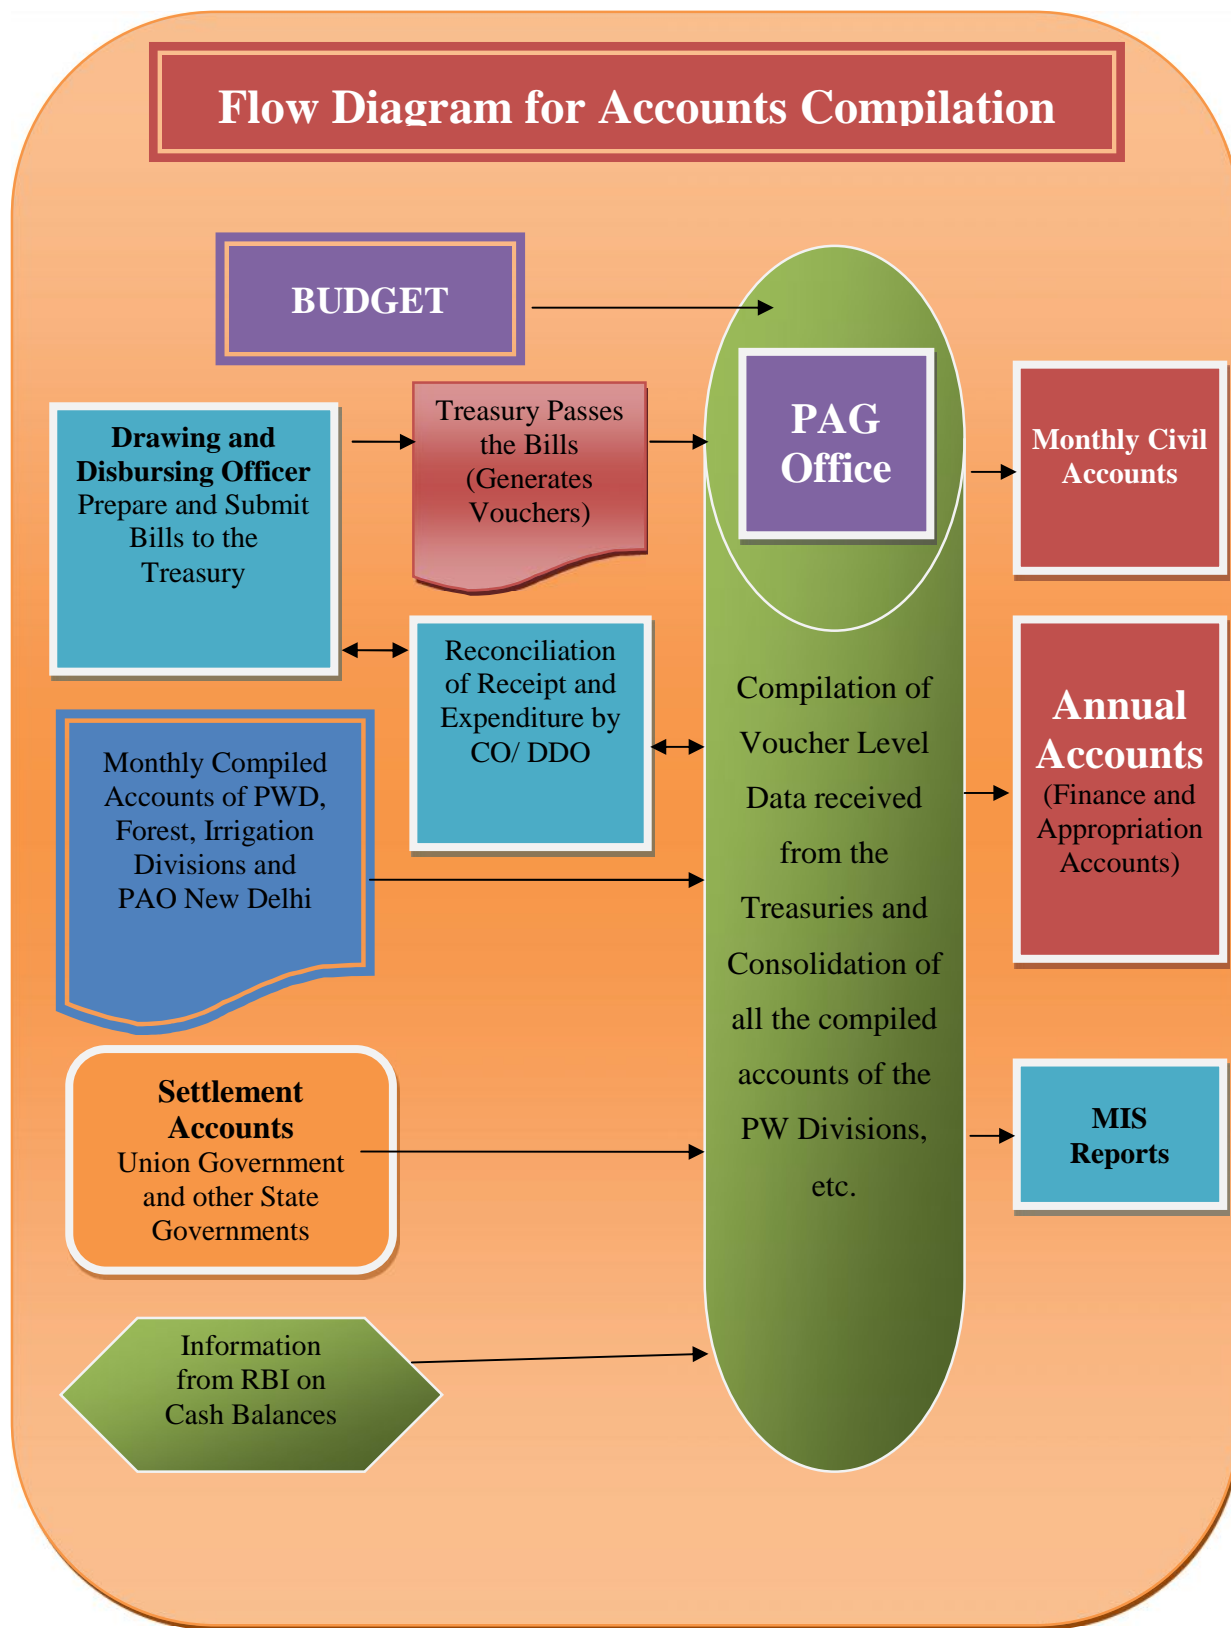 Flow Diagram for Accounts Compilation
BUDGET
Drawing and
Disbursing Officer
Prepare and Submit
Bills to the
Treasury
Treasury Passes
the Bills
(Generates
Vouchers)
PAG
Office
Monthly Civil
Accounts
Reconciliation
of Receipt and
Expenditure by
CO/ DDO
Monthly Compiled
Accounts of PWD,
Forest, Irrigation
Divisions and
PAO New Delhi
Compilation of
Voucher Level
Data received
from the
Treasuries and
Consolidation of
all the compiled
accounts of the
PW Divisions,
etc.
Annual
Accounts
(Finance and
Appropriation
Accounts)
Settlement
Accounts
Union Government
and other State
Governments
MIS
Reports
Information
from RBI on
Cash Balances